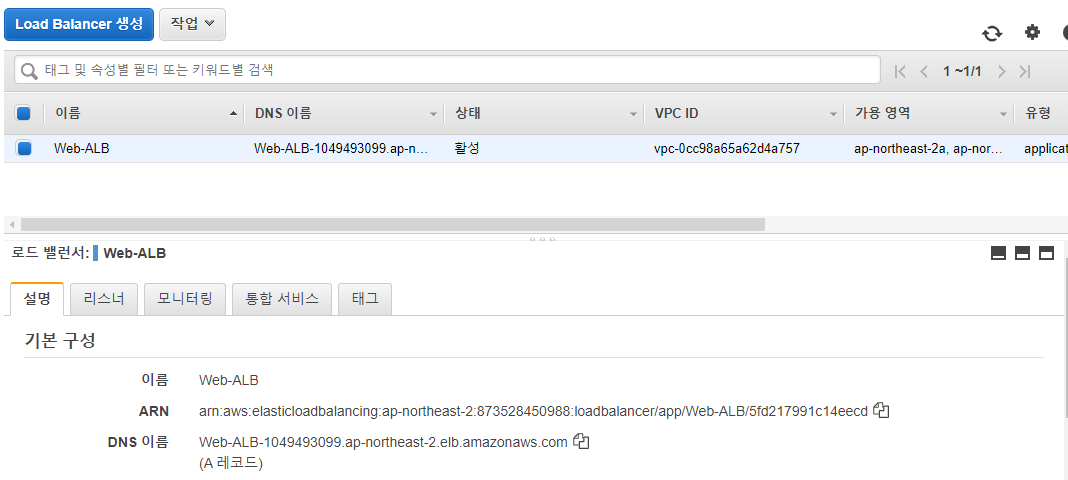 Load Balancer 생성 작업
태그 및 속성별 필터 또는 키워드별 검색 1 ~1/1
이름 DNS 이름 상태 VPC ID 가용 영역 유형
Web-ALB Web-ALB-1049493099.ap-n... 활성 vpc-0cc98a65a62d4a757 ap-northeast-2a, ap-nor... applicat
로드 밸런서: Web-ALB
설명 리스너 모니터링 통합 서비스 태그
기본 구성
이름 Web-ALB
ARN arn:aws:elasticloadbalancing:ap-northeast-2:873528450988:loadbalancer/app/Web-ALB/5fd217991c14eecd
DNS 이름 Web-ALB-1049493099.ap-northeast-2.elb.amazonaws.com
(A 레코드)